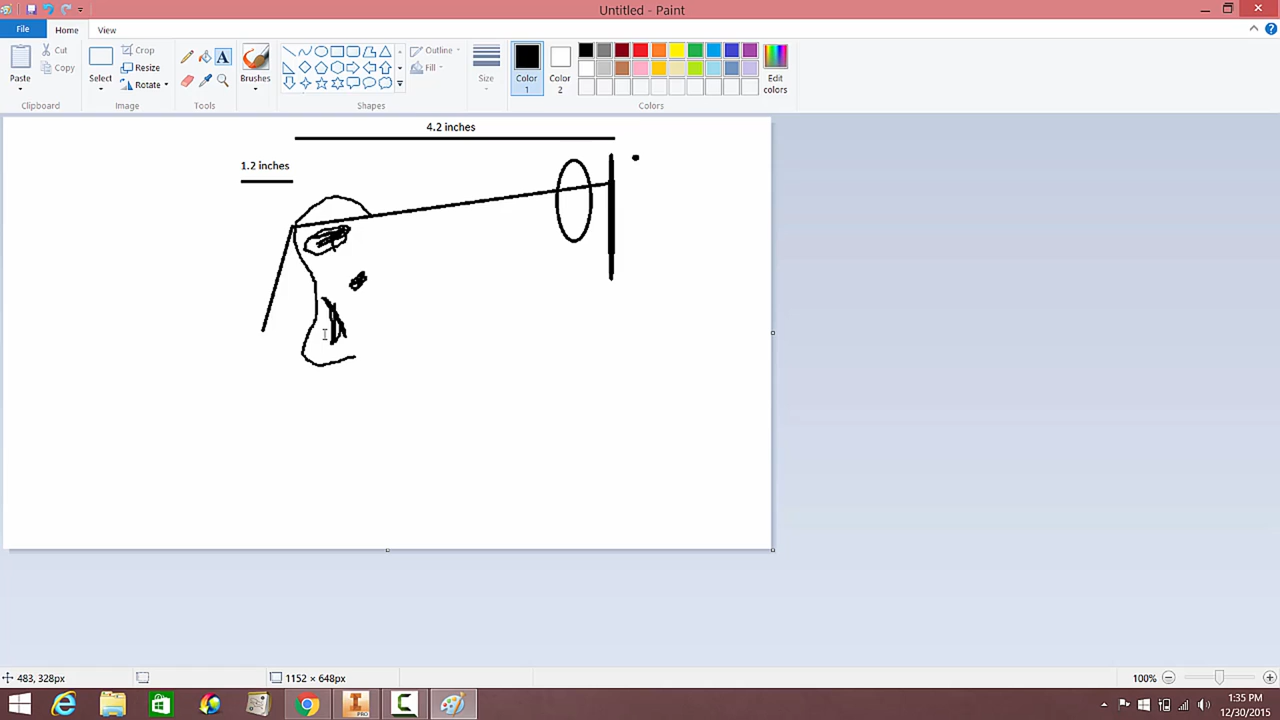 Untitled - Paint
File
Home
View
Paste
Cut
Copy
Clipboard
Select
Crop
Resize
Rotate
Image
A
Tools
Brushes
Outline
Fill
Shapes
Size
Color
1
Color
2
Edit
colors
Colors
4.2 inches
1.2 inches
483, 328px
1152 × 648px
100%
PRO
1:35 PM
12/30/2015